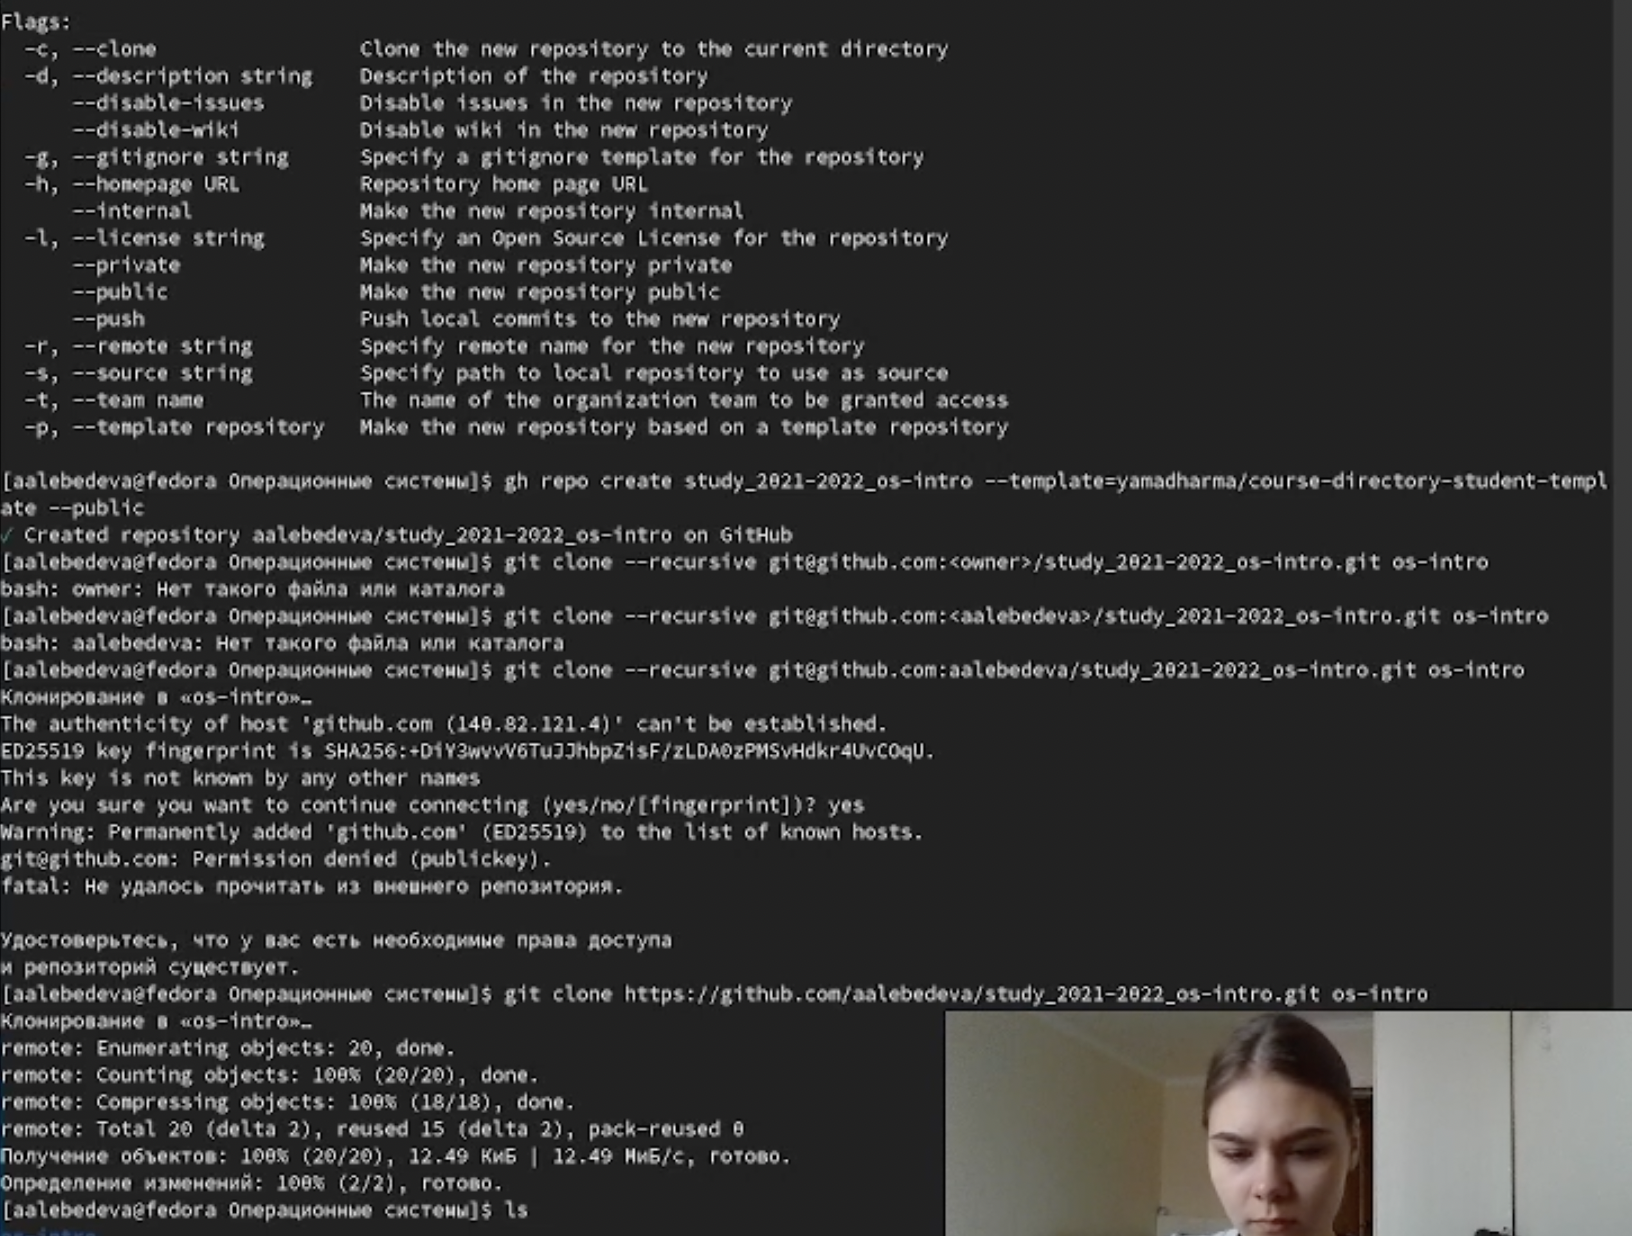 Flags:
-c, --clone Clone the new repository to the current directory
-d, --description string Description of the repository
--disable-issues Disable issues in the new repository
--disable-wiki Disable wiki in the new repository
-g, --gitignore string Specify a gitignore template for the repository
-h, --homepage URL Repository home page URL
--internal Make the new repository internal
-l, --license string Specify an Open Source License for the repository
--private Make the new repository private
--public Make the new repository public
--push Push local commits to the new repository
-r, --remote string Specify remote name for the new repository
-s, --source string Specify path to local repository to use as source
-t, --team name The name of the organization team to be granted access
-p, --template repository Make the new repository based on a template repository
[aalebedeva@fedora Операционные системы]$ gh repo create study_2021-2022_os-intro --template=yamadharma/course-directory-student-templ
ate --public
✓ Created repository aalebedeva/study_2021-2022_os-intro on GitHub
[aalebedeva@fedora Операционные системы]$ git clone --recursive git@github.com:<owner>/study_2021-2022_os-intro.git os-intro
bash: owner: Нет такого файла или каталога
[aalebedeva@fedora Операционные системы]$ git clone --recursive git@github.com:<aalebedeva>/study_2021-2022_os-intro.git os-intro
bash: aalebedeva: Нет такого файла или каталога
[aalebedeva@fedora Операционные системы]$ git clone --recursive git@github.com:aalebedeva/study_2021-2022_os-intro.git os-intro
Клонирование в «os-intro»…
The authenticity of host 'github.com (140.82.121.4)' can't be established.
ED25519 key fingerprint is SHA256:+DiY3wvvV6TuJJhbpZisF/zLDA0zPMSvHdkr4UvCOqU.
This key is not known by any other names
Are you sure you want to continue connecting (yes/no/[fingerprint])? yes
Warning: Permanently added 'github.com' (ED25519) to the list of known hosts.
git@github.com: Permission denied (publickey).
fatal: Не удалось прочитать из внешнего репозитория.
Удостоверьтесь, что у вас есть необходимые права доступа
и репозиторий существует.
[aalebedeva@fedora Операционные системы]$ git clone https://github.com/aalebedeva/study_2021-2022_os-intro.git os-intro
Клонирование в «os-intro»…
remote: Enumerating objects: 20, done.
remote: Counting objects: 100% (20/20), done.
remote: Compressing objects: 100% (18/18), done.
remote: Total 20 (delta 2), reused 15 (delta 2), pack-reused 0
Получение объектов: 100% (20/20), 12.49 КиБ | 12.49 МиБ/с, готово.
Определение изменений: 100% (2/2), готово.
[aalebedeva@fedora Операционные системы]$ ls